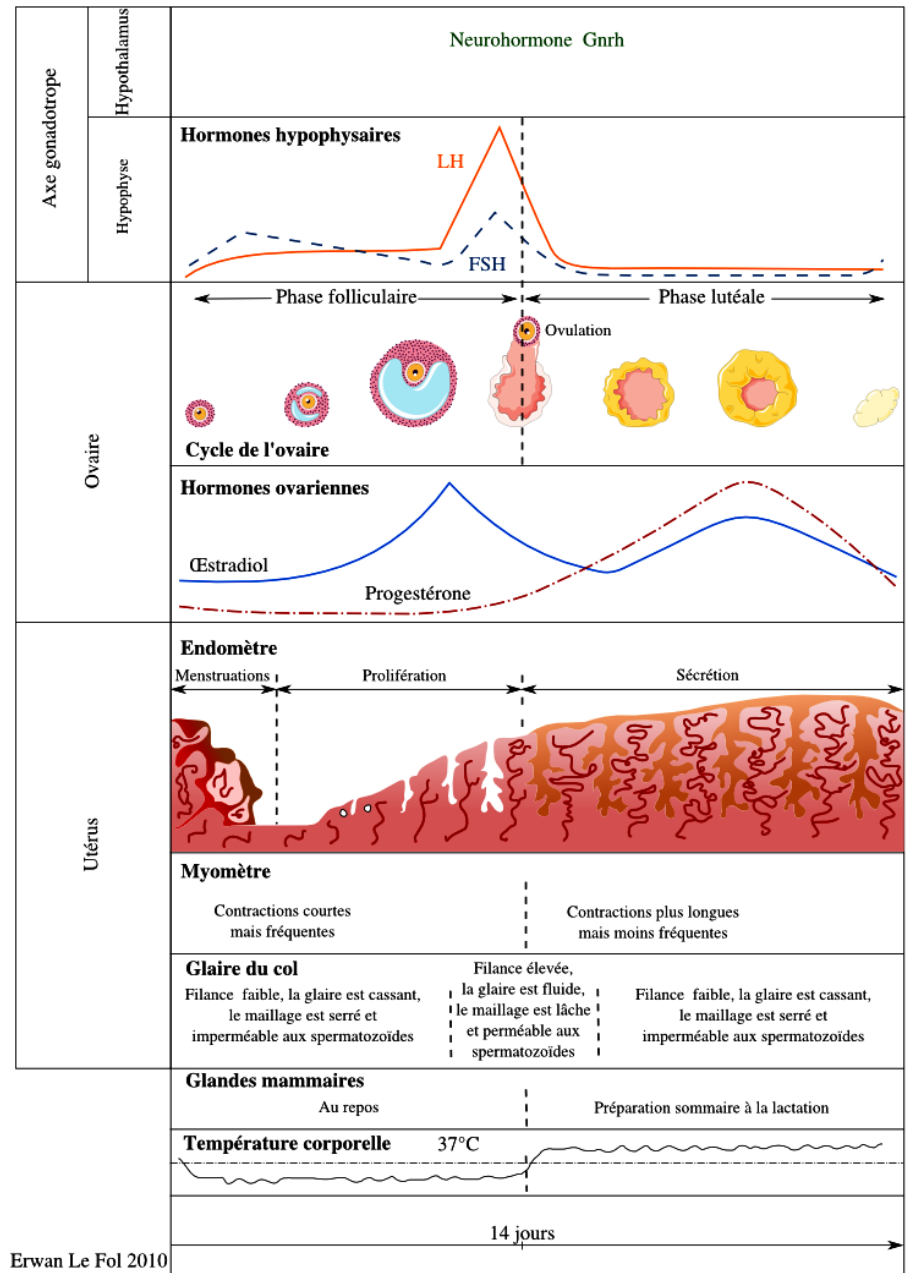 Axe gonadotrope
Hypothalamus
Neurohormone Gnrh
Hypophyse
Hormones hypophysaires
LH
FSH
Ovaire
Phase folliculaire
Phase lutéale
Ovulation
Cycle de l'ovaire
Hormones ovariennes
Œstradiol
Progestérone
Utérus
Endomètre
Menstruations
Prolifération
Sécrétion
Myomètre
Contractions courtes
mais fréquentes
Contractions plus longues
mais moins fréquentes
Glaire du col
Filance faible, la glaire est cassant,
le maillage est serré et
imperméable aux spermatozoïdes
Filance élevée,
la glaire est fluide,
le maillage est lâche
et perméable aux
spermatozoïdes
Filance faible, la glaire est cassant,
le maillage est serré et
imperméable aux spermatozoïdes
Glandes mammaires
Au repos
Préparation sommaire à la lactation
Température corporelle
37°C
14 jours
Erwan Le Fol 2010